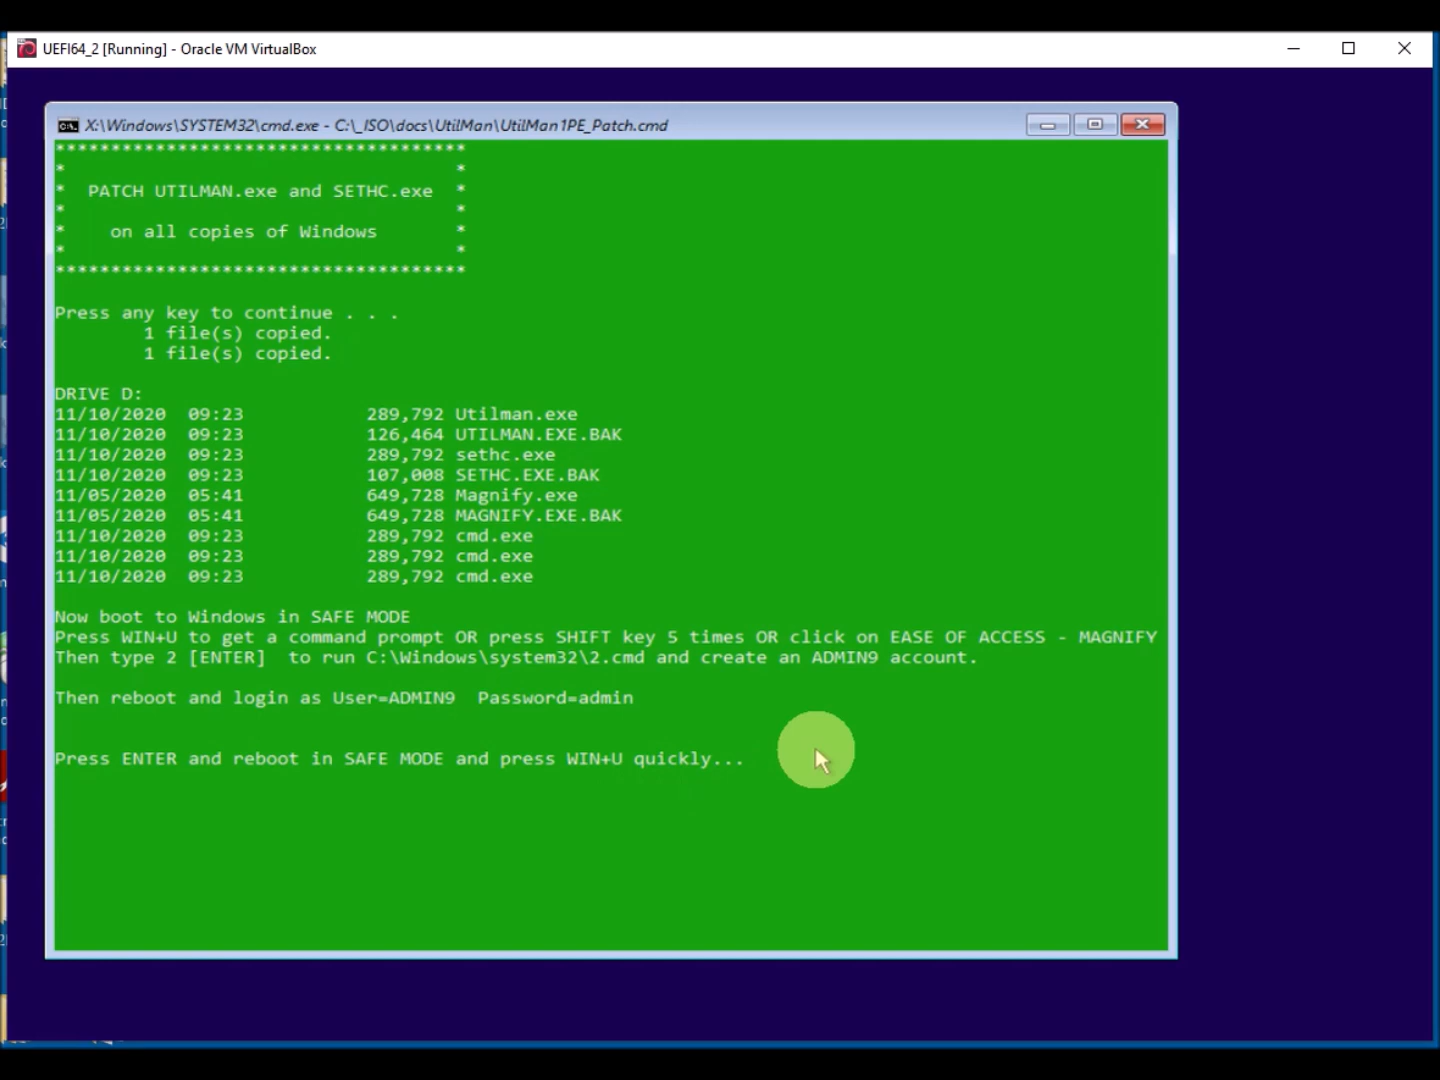 UEFI64_2 [Running] - Oracle VM VirtualBox
X:\Windows\SYSTEM32\cmd.exe - C:\_ISO\docs\UtilMan\UtilMan1PE_Patch.cmd
*************************************
* *
* PATCH UTILMAN.exe and SETHC.exe *
* *
* on all copies of Windows *
* *
*************************************
Press any key to continue . . .
1 file(s) copied.
1 file(s) copied.
DRIVE D:
11/10/2020 09:23 289,792 Utilman.exe
11/10/2020 09:23 126,464 UTILMAN.EXE.BAK
11/10/2020 09:23 289,792 sethc.exe
11/10/2020 09:23 107,008 SETHC.EXE.BAK
11/05/2020 05:41 649,728 Magnify.exe
11/05/2020 05:41 649,728 MAGNIFY.EXE.BAK
11/10/2020 09:23 289,792 cmd.exe
11/10/2020 09:23 289,792 cmd.exe
11/10/2020 09:23 289,792 cmd.exe
Now boot to Windows in SAFE MODE
Press WIN+U to get a command prompt OR press SHIFT key 5 times OR click on EASE OF ACCESS - MAGNIFY
Then type 2 [ENTER] to run C:\Windows\system32\2.cmd and create an ADMIN9 account.
Then reboot and login as User=ADMIN9 Password=admin
Press ENTER and reboot in SAFE MODE and press WIN+U quickly...